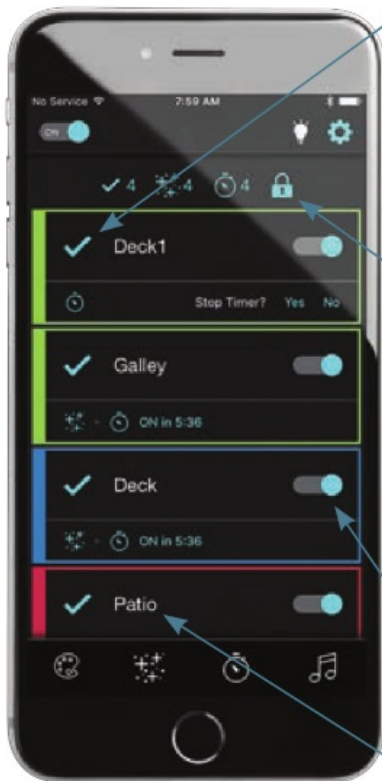 No Service 7:59 AM
ON
4 4 4
Deck1
Stop Timer? Yes No
Galley
ON in 5:36
Deck
ON in 5:36
Patio